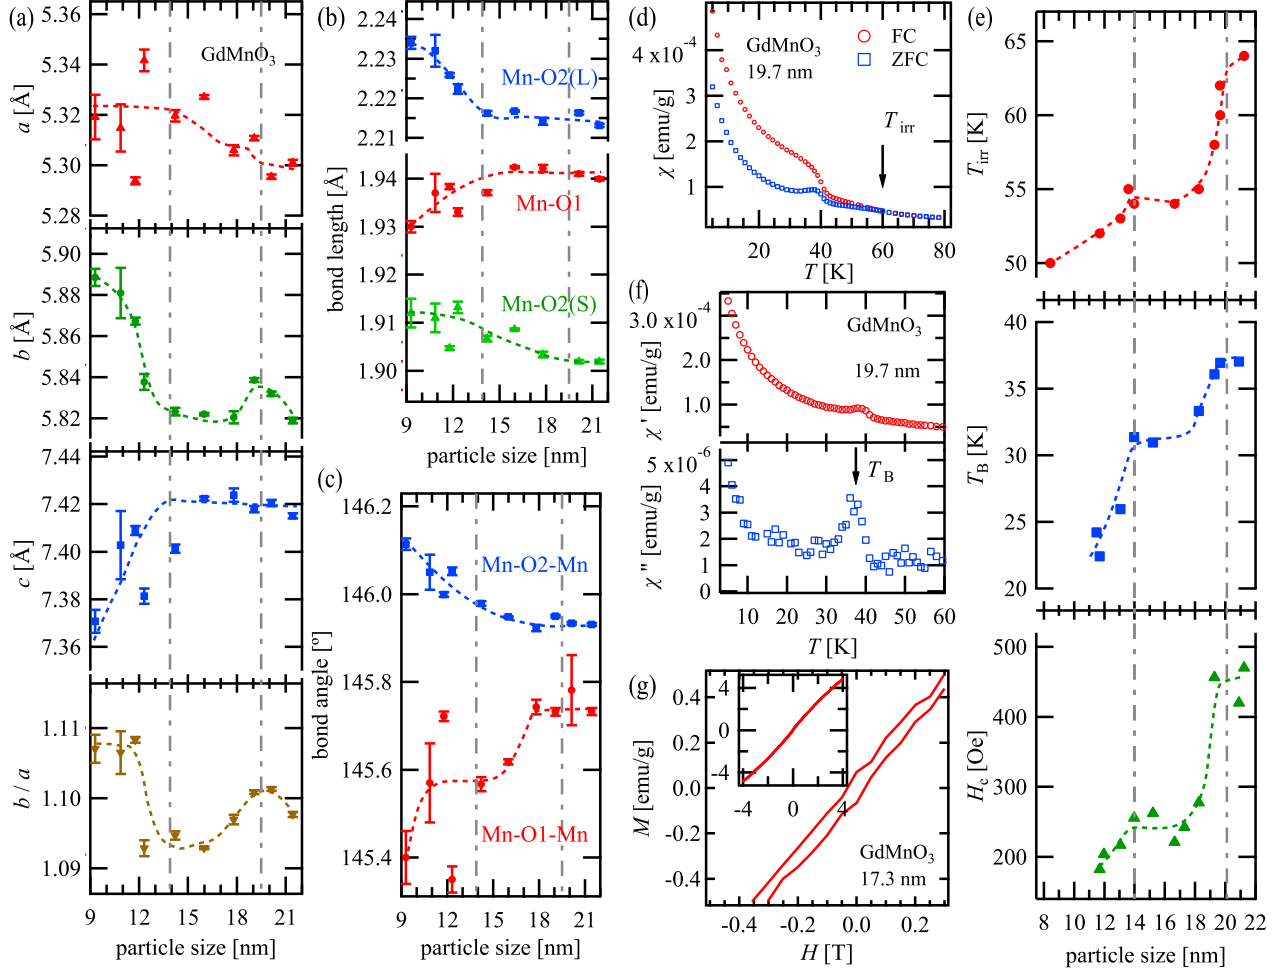 (a)
5.36
5.34
5.32
5.30
5.28
a [Å]
GdMnO3
5.90
5.88
5.86
5.84
5.82
b [Å]
7.44
7.42
7.40
7.38
7.36
c [Å]
1.11
1.10
1.09
b / a
9 12 15 18 21
particle size [nm]
(b)
2.24
2.23
2.22
2.21
1.94
1.93
1.92
1.91
1.90
bond length [Å]
Mn-O2(L)
Mn-O1
Mn-O2(S)
9 11 13 15 17 19 21
particle size [nm]
(c)
146.2
146.0
145.8
145.6
145.4
bond angle [º]
Mn-O2-Mn
Mn-O1-Mn
9 12 15 18 21
particle size [nm]
(d)
4 x10-4
3
2
1
χ [emu/g]
GdMnO3
19.7 nm
FC
ZFC
T irr
20 40 60 80
T [K]
(f)
3.0 x10-4
2.0
1.0
χ ' [emu/g]
GdMnO3
19.7 nm
5 x10-6
4
3
2
1
0
χ " [emu/g]
T B
10 20 30 40 50 60
T [K]
(g)
0.4
0.2
0.0
-0.2
-0.4
M [emu/g]
4
0
-4
-4 0 4
GdMnO3
17.3 nm
-0.4 -0.2 0.0 0.2
H [T]
(e)
65
60
55
50
Tirr [K]
40
35
30
25
20
TB [K]
500
400
300
200
Hc [Oe]
8 10 12 14 16 18 20 22
particle size [nm]